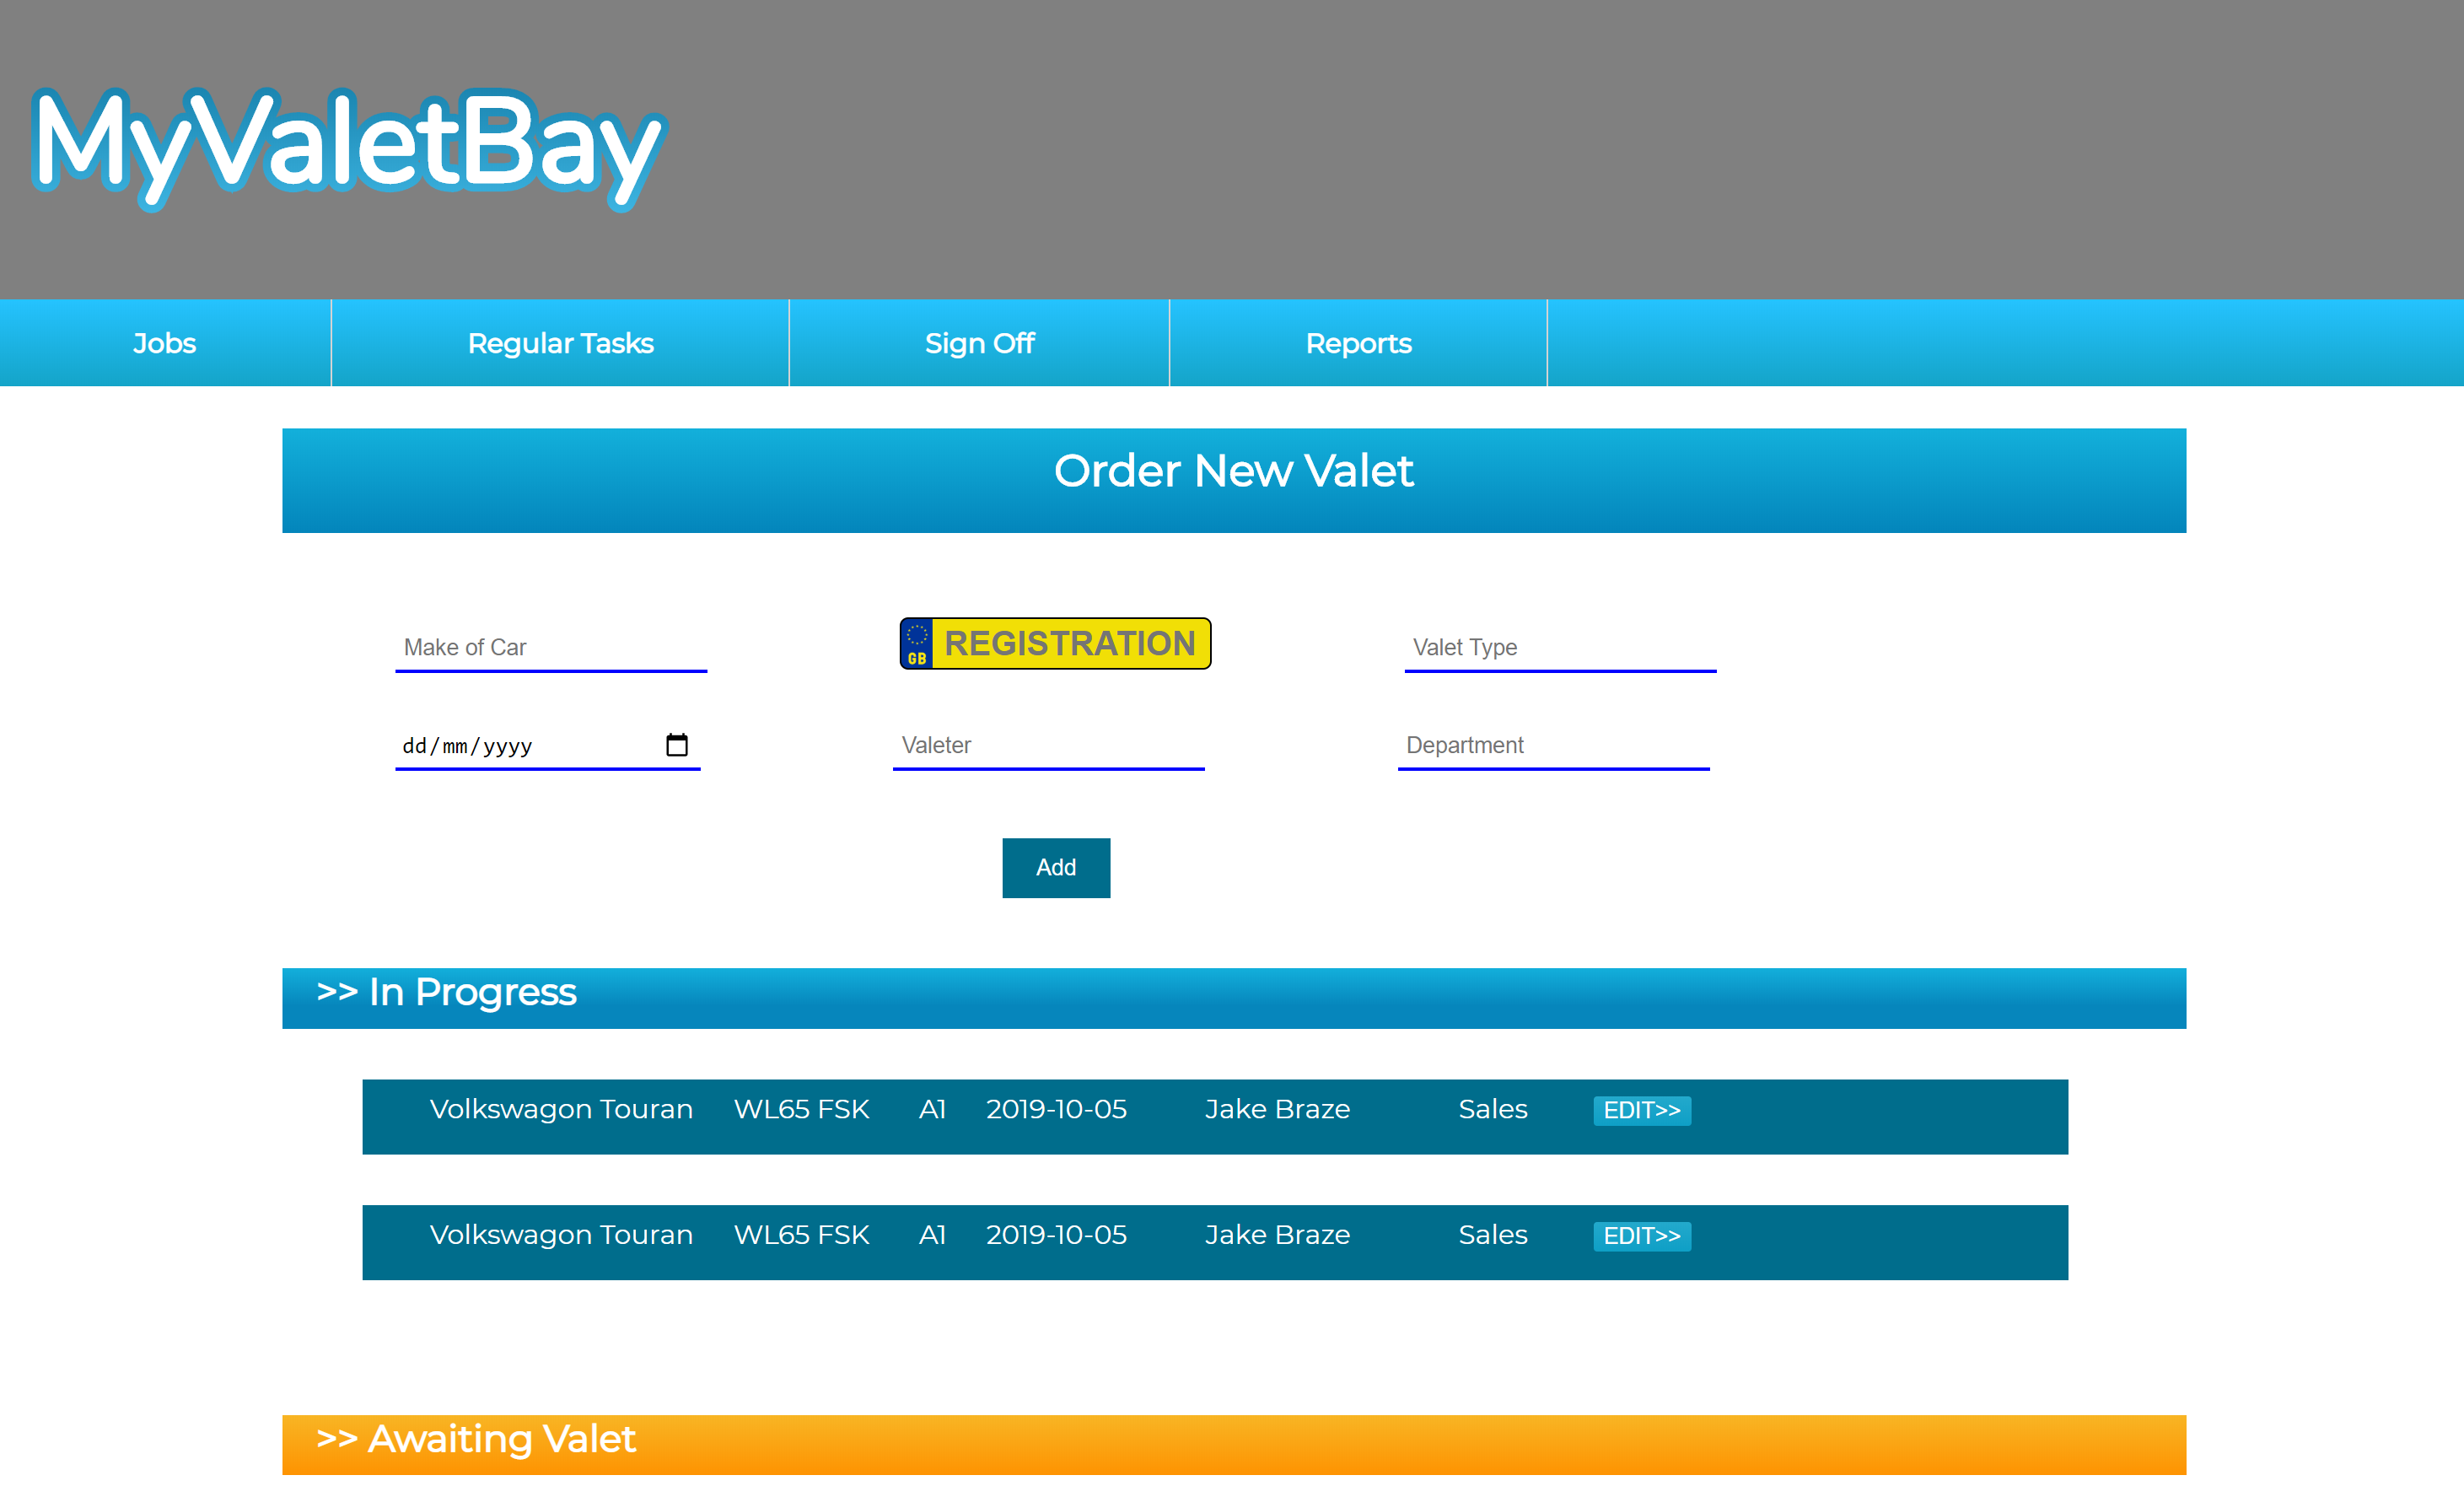 MyValetBay
Jobs Regular Tasks Sign Off Reports
Order New Valet
Make of Car GB REGISTRATION Valet Type
dd/mm/yyyy Valeter Department
Add
>> In Progress
Volkswagon Touran WL65 FSK A1 2019-10-05 Jake Braze Sales EDIT>>
Volkswagon Touran WL65 FSK A1 2019-10-05 Jake Braze Sales EDIT>>
>> Awaiting Valet